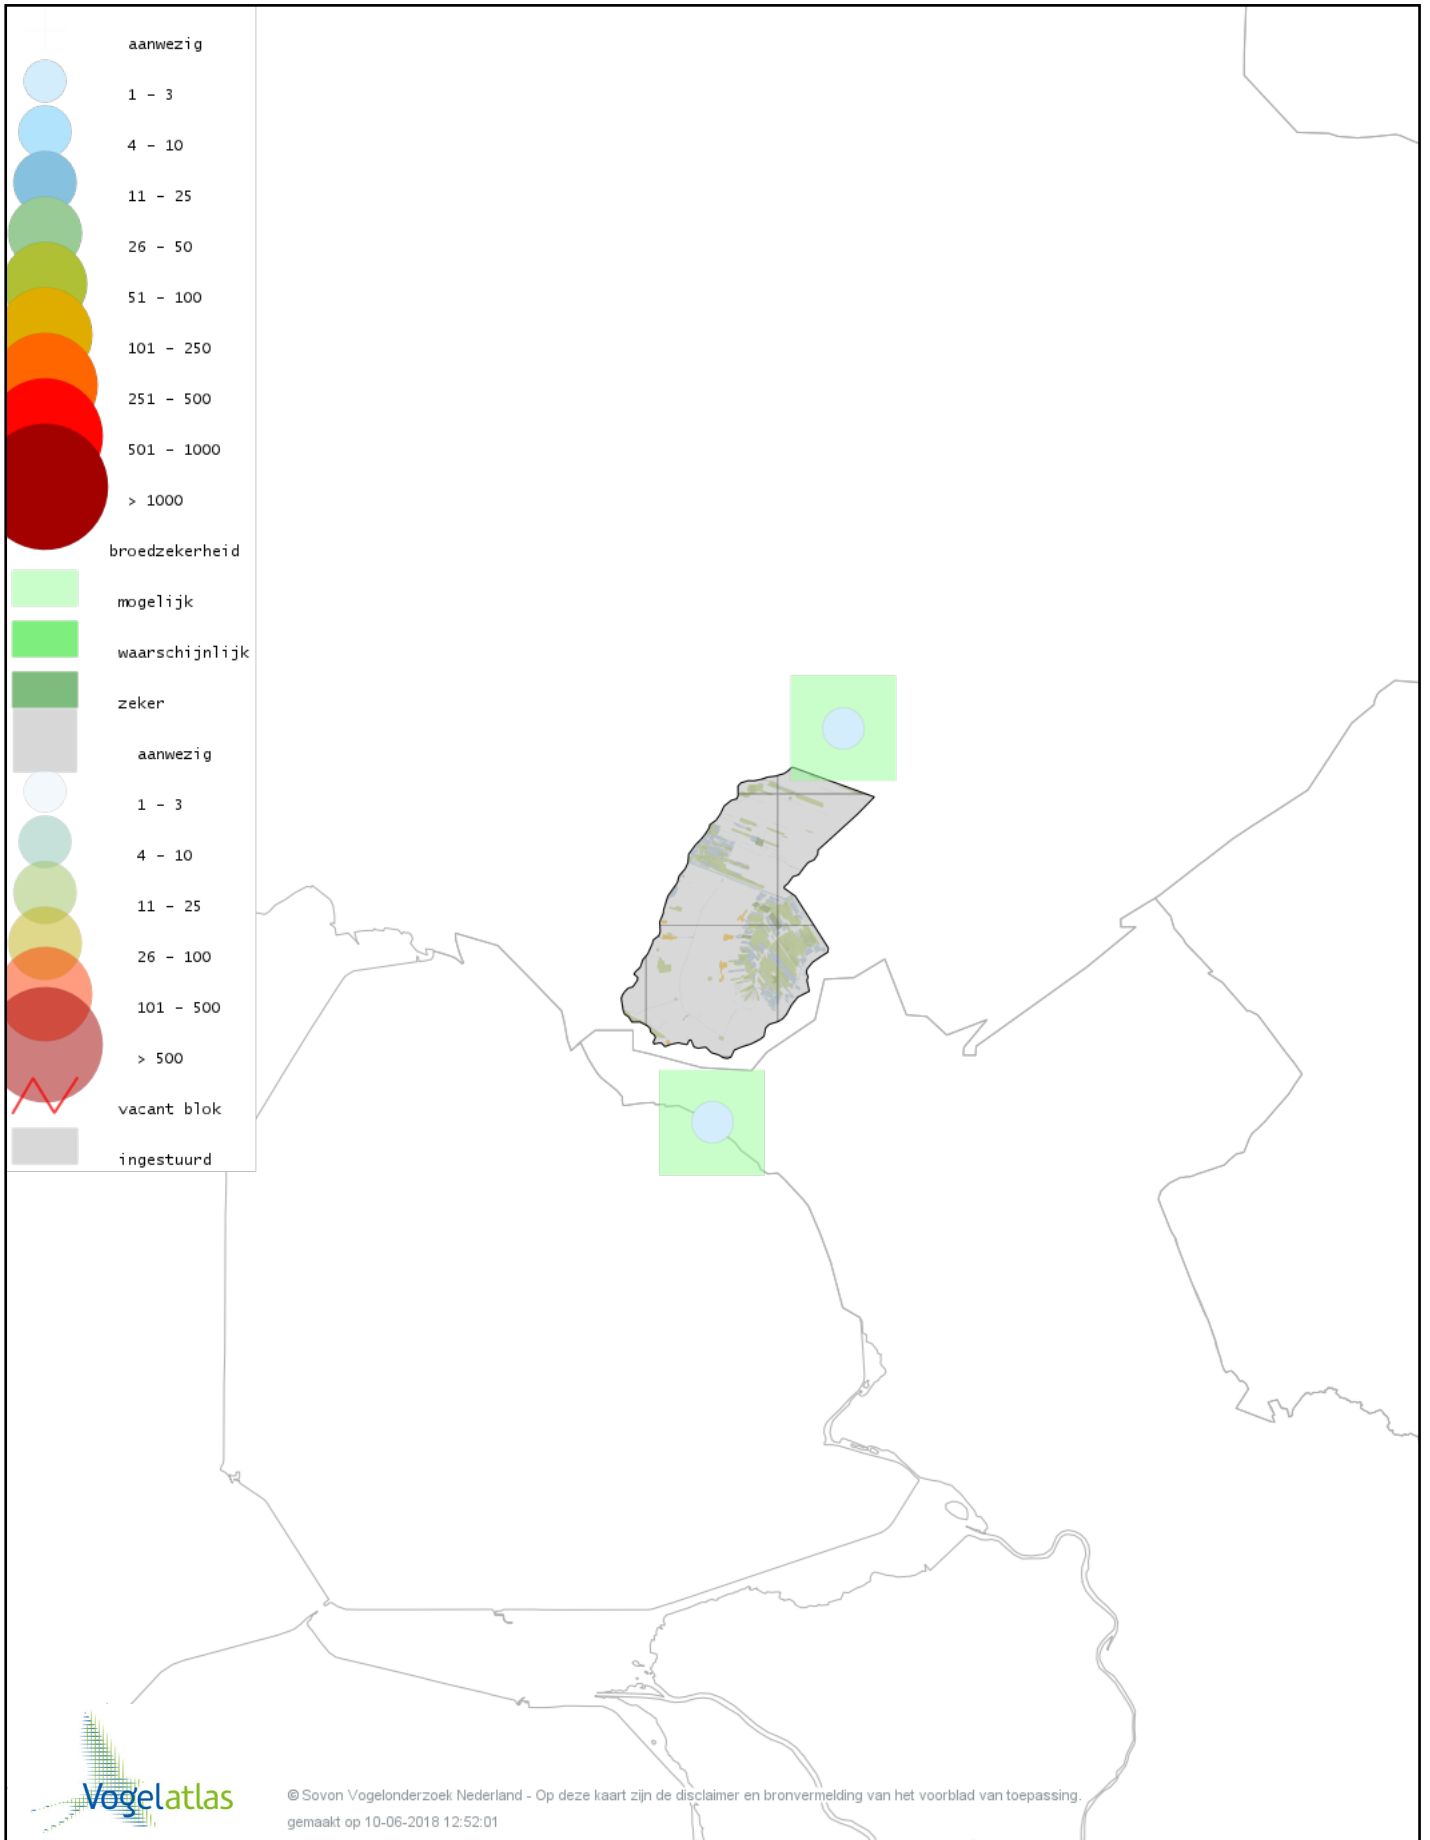 aanwezig
1 - 3
4 - 10
11 - 25
26 - 50
51 - 100
101 - 250
251 - 500
501 - 1000
> 1000
broedzekerheid
mogelijk
waarschijnlijk
zeker
aanwezig
1 - 3
4 - 10
11 - 25
26 - 100
101 - 500
> 500
vacant blok
ingestuurd
Vogelatlas
© Sovon Vogelonderzoek Nederland - Op deze kaart zijn de disclaimer en bronvermelding van het voorblad van toepassing.
gemaakt op 10-06-2018 12:52:01